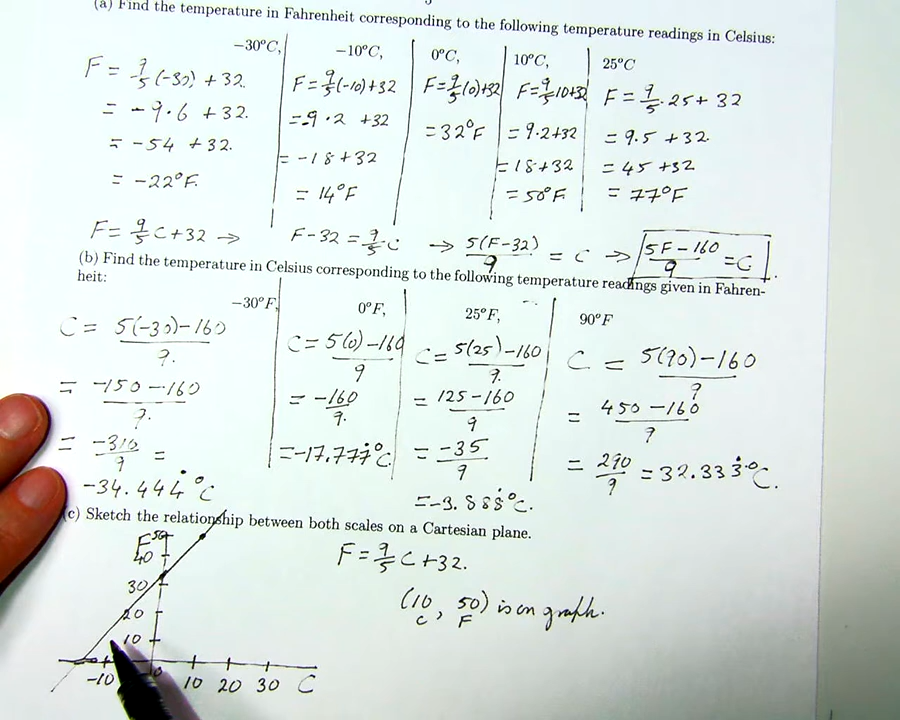 (a) Find the temperature in Fahrenheit corresponding to the following temperature readings in Celsius:
−30°C, −10°C, 0°C, 10°C, 25°C
F = 9/5 (-30) + 32. F = 9/5 (-10) + 32 F = 9/5 (0) + 32 F = 9/5 10 + 32 F = 9/5 . 25 + 32
= -9 . 6 + 32. = -9 . 2 + 32 = 32°F = 9.2 + 32 = 9.5 + 32.
= -54 + 32. = -18 + 32 = 18 + 32 = 45 + 32
= -22°F. = 14°F = 50°F. = 77°F
F = 9/5 C + 32 → F - 32 = 9/5 C → 5(F-32)/9 = C → 5F - 160/9 = C.
(b) Find the temperature in Celsius corresponding to the following temperature readings given in Fahren-
heit:
−30°F, 0°F, 25°F, 90°F
C = 5(-30) - 160/9. C = 5(0) - 160/9 C = 5(25) - 160/9. C = 5(90) - 160/9
= -150 - 160/9. = -160/9. = 125 - 160/9 = 450 - 160/9
= -310/9 = = -17.777̇°C. = -35/9 = 290/9 = 32.333̇°C.
-34.444̇°C = -3.888̇°C.
(c) Sketch the relationship between both scales on a Cartesian plane.
F 50
40
30
20
10
-10 0 10 20 30 C
F = 9/5 C + 32.
(10, 50) is on graph.
C F